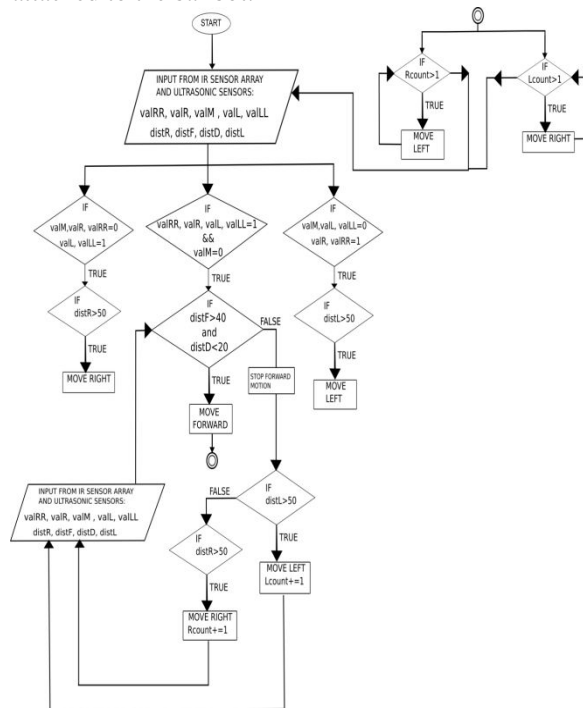 START
INPUT FROM IR SENSOR ARRAY
AND ULTRASONIC SENSORS:
valRR, valR, valM , valL, valLL
distR, distF, distD, distL
IF
Rcount>1
TRUE
MOVE
LEFT
IF
Lcount>1
TRUE
MOVE RIGHT
IF
valM,valR, valRR=0
valL, valLL=1
TRUE
IF
distR>50
TRUE
MOVE RIGHT
IF
valRR, valR, valL, valLL=1
&&
valM=0
TRUE
IF
distF>40
and
distD<20
FALSE
TRUE
MOVE
FORWARD
STOP FORWARD
MOTION
IF
valM,valL, valLL=0
valR, valRR=1
TRUE
IF
distL>50
TRUE
MOVE
LEFT
INPUT FROM IR SENSOR ARRAY
AND ULTRASONIC SENSORS:
valRR, valR, valM , valL, valLL
distR, distF, distD, distL
IF
distL>50
FALSE
TRUE
MOVE LEFT
Lcount+=1
IF
distR>50
TRUE
MOVE RIGHT
Rcount+=1